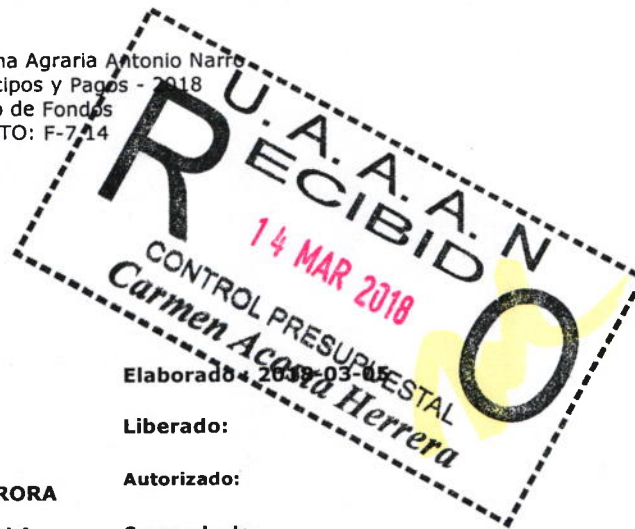 na Agraria Antonio Narro
cipos y Pagos - 2018
o de Fondos
TO: F-7.14
U. A. A. A. N
RECIBIDO
14 MAR 2018
CONTROL PRESUPUESTAL
Carmen Acosta Herrera
Elaborado: 2018-03-05
Liberado:
Autorizado:
RORA